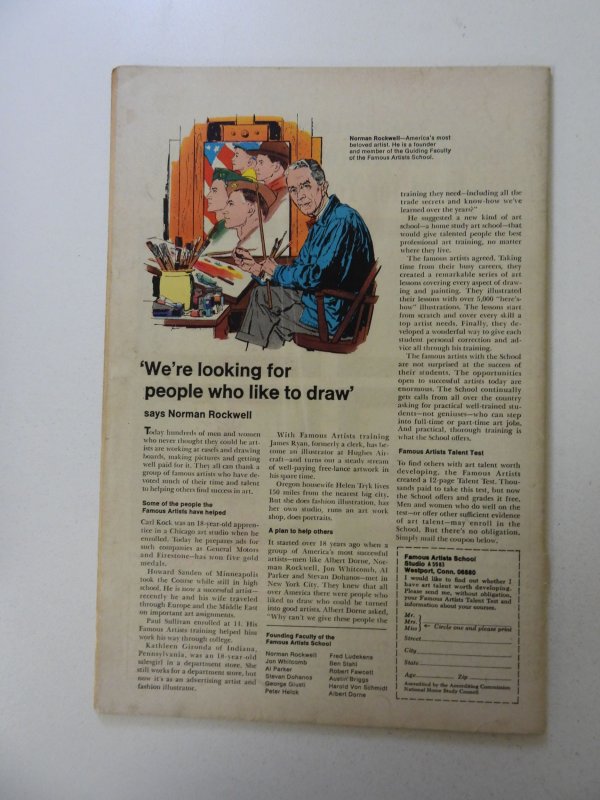 Norman Rockwell—America's most
beloved artist. He is a founder
and member of the Guiding Faculty
of the Famous Artists School.
'We're looking for
people who like to draw'
says Norman Rockwell
Today hundreds of men and women
who never thought they could be art-
ists are working at easels and drawing
boards, making pictures and getting
well paid for it. They all can thank a
group of famous artists who have de-
voted much of their time and talent
to helping others find success in art.
Some of the people the
Famous Artists have helped
Carl Kock was an 18-year-old appren-
tice in a Chicago art studio when he
enrolled. Today he prepares ads for
such companies as General Motors
and Firestone—has won five gold
medals.
Howard Sanden of Minneapolis
took the Course while still in high
school. He is now a successful artist—
recently he and his wife traveled
through Europe and the Middle East
on important art assignments.
Paul Sullivan enrolled at 14. His
Famous Artists training helped him
work his way through college.
Kathleen Gironda of Indiana,
Pennsylvania, was an 18-year-old
salesgirl in a department store. She
still works for a department store, but
now it's as an advertising artist and
fashion illustrator.
With Famous Artists training
James Ryan, formerly a clerk, has be-
come an illustrator at Hughes Air-
craft—and turns out a steady stream
of well-paying free-lance artwork in
his spare time.
Oregon housewife Helen Tryk lives
150 miles from the nearest big city.
But she does fashion illustration, has
her own studio, runs an art work
shop, does portraits.
A plan to help others
It started over 18 years ago when a
group of America's most successful
artists—men like Albert Dorne, Nor-
man Rockwell, Jon Whitcomb, Al
Parker and Stevan Dohanos—met in
New York City. They knew that all
over America there were people who
liked to draw who could be turned
into good artists. Albert Dorne asked,
"Why can't we give these people the
Founding Faculty of the
Famous Artists School
Norman Rockwell
Jon Whitcomb
Al Parker
Stevan Dohanos
George Giusti
Peter Helck
Fred Ludekens
Ben Stahl
Robert Fawcett
Austin Briggs
Harold Von Schmidt
Albert Dorne
training they need—including all the
trade secrets and know-how we've
learned over the years?"
He suggested a new kind of art
school—a home study art school—that
would give talented people the best
professional art training, no matter
where they live.
The famous artists agreed. Taking
time from their busy careers, they
created a remarkable series of art
lessons covering every aspect of draw-
ing and painting. They illustrated
their lessons with over 5,000 "here's-
how" illustrations. The lessons start
from scratch and cover every skill a
top artist needs. Finally, they de-
veloped a wonderful way to give each
student personal correction and ad-
vice all through his training.
The famous artists with the School
are not surprised at the success of
their students. The opportunities
open to successful artists today are
enormous. The School continually
gets calls from all over the country
asking for practical well-trained stu-
dents—not geniuses—who can step
into full-time or part-time art jobs.
And practical, thorough training is
what the School offers.
Famous Artists Talent Test
To find others with art talent worth
developing, the Famous Artists
created a 12-page Talent Test. Thou-
sands paid to take this test, but now
the School offers and grades it free.
Men and women who do well on the
test—or offer other sufficient evidence
of art talent—may enroll in the
School. But there's no obligation.
Simply mail the coupon below.
Famous Artists School
Studio
Westport, Conn. 06880
I would like to find out whether I
have art talent worth developing.
Please send me, without obligation,
your Famous Artists Talent Test and
information about your courses.
Mr.
Mrs.
Miss
Circle one and please print
Street
City
State
Age Zip
Accredited by the Accrediting Commission
National Home Study Council